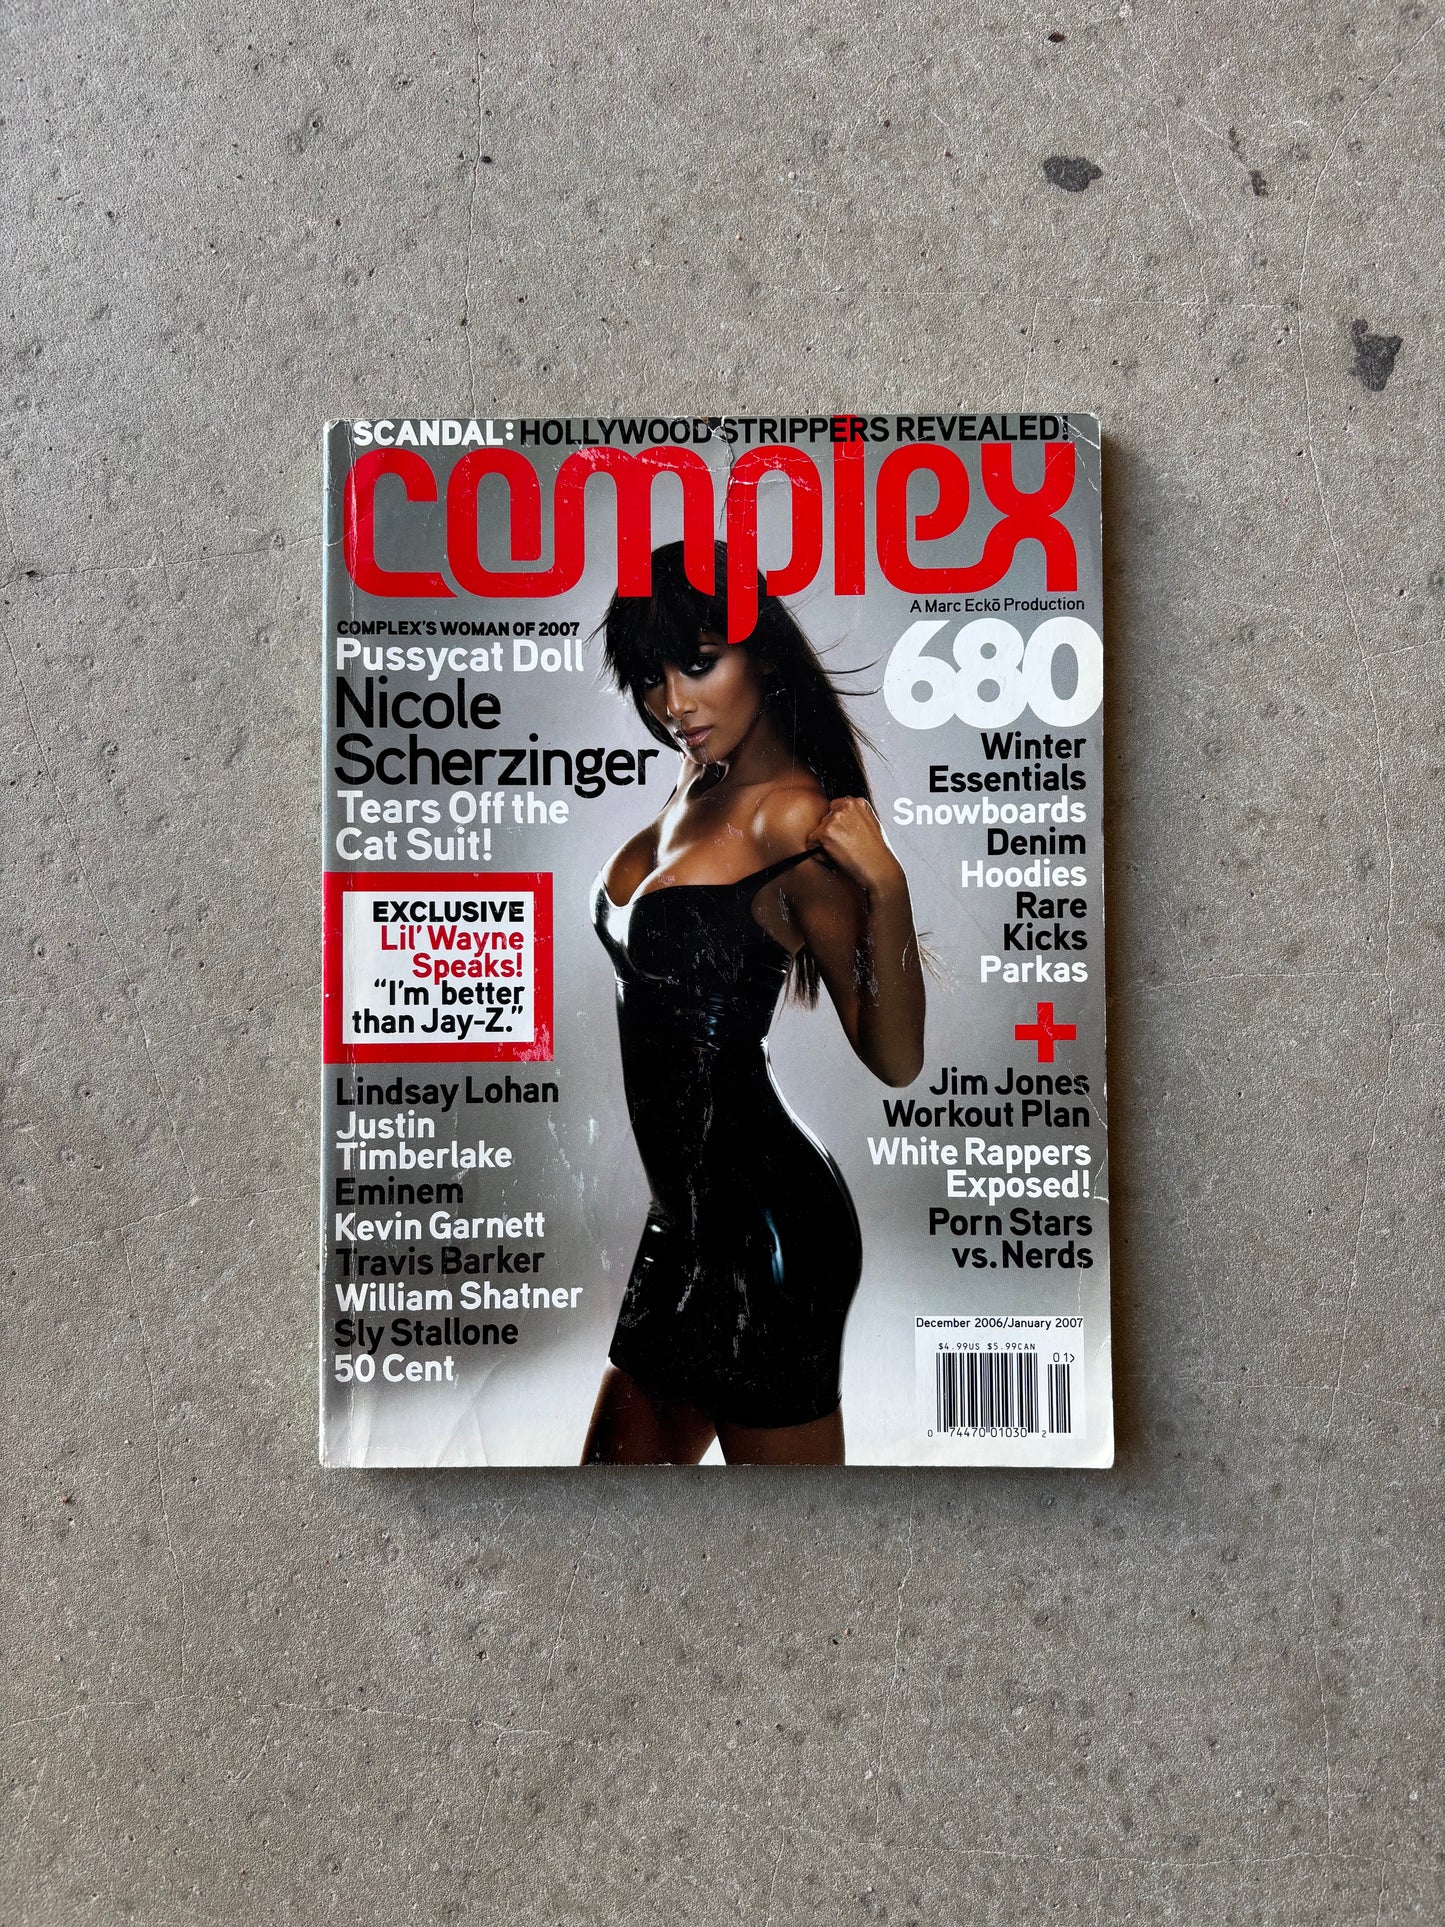 SCANDAL: HOLLYWOOD STRIPPERS REVEALED!
complex
A Marc Eckō Production
COMPLEX'S WOMAN OF 2007
Pussycat Doll
Nicole
Scherzinger
Tears Off the
Cat Suit!
EXCLUSIVE
Lil' Wayne
Speaks!
“I'm better
than Jay-Z.”
Lindsay Lohan
Justin
Timberlake
Eminem
Kevin Garnett
Travis Barker
William Shatner
Sly Stallone
50 Cent
680
Winter
Essentials
Snowboards
Denim
Hoodies
Rare
Kicks
Parkas
+
Jim Jones
Workout Plan
White Rappers
Exposed!
Porn Stars
vs. Nerds
December 2006/January 2007
$4.99US $5.99CAN
01>
0 74470 01030 2